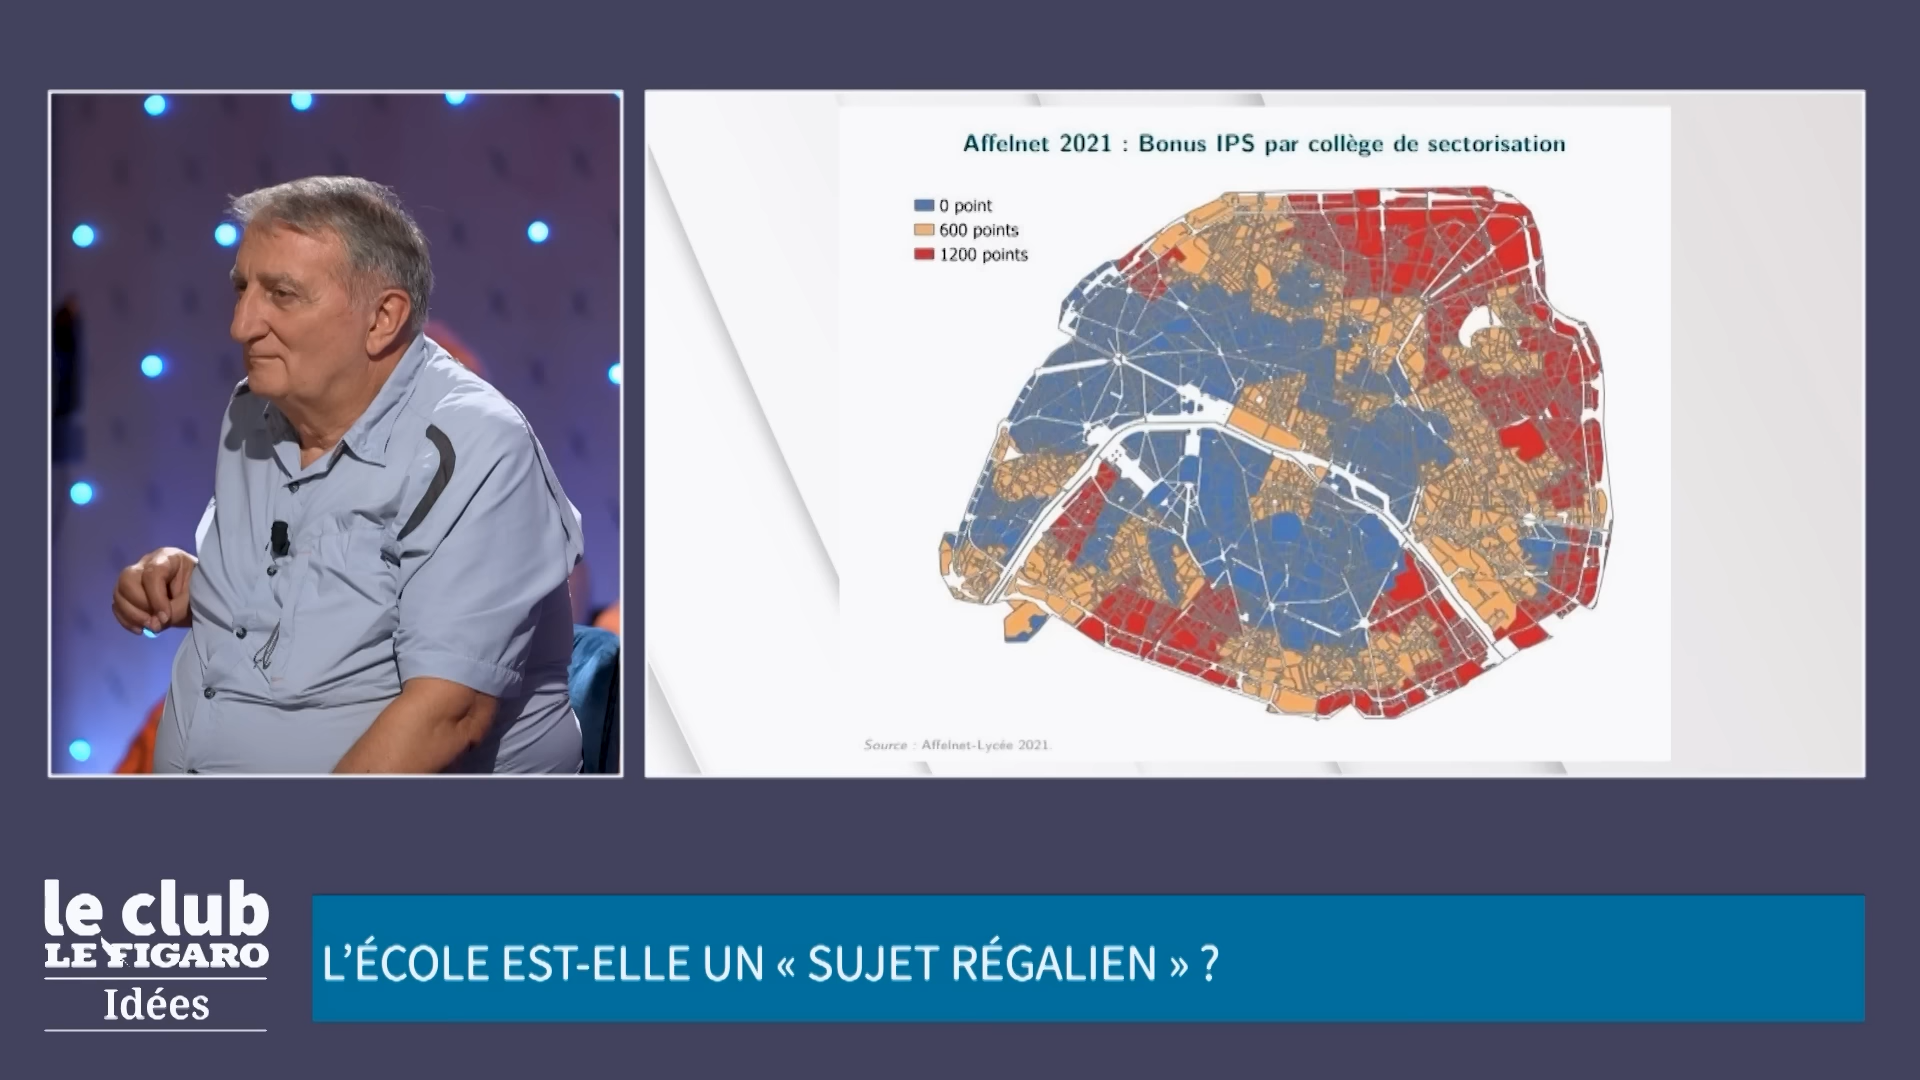 Affelnet 2021 : Bonus IPS par collège de sectorisation
0 point
600 points
1200 points
Source : Affelnet-Lycée 2021.
le club
LE FIGARO
Idées
L'ÉCOLE EST-ELLE UN « SUJET RÉGALIEN » ?